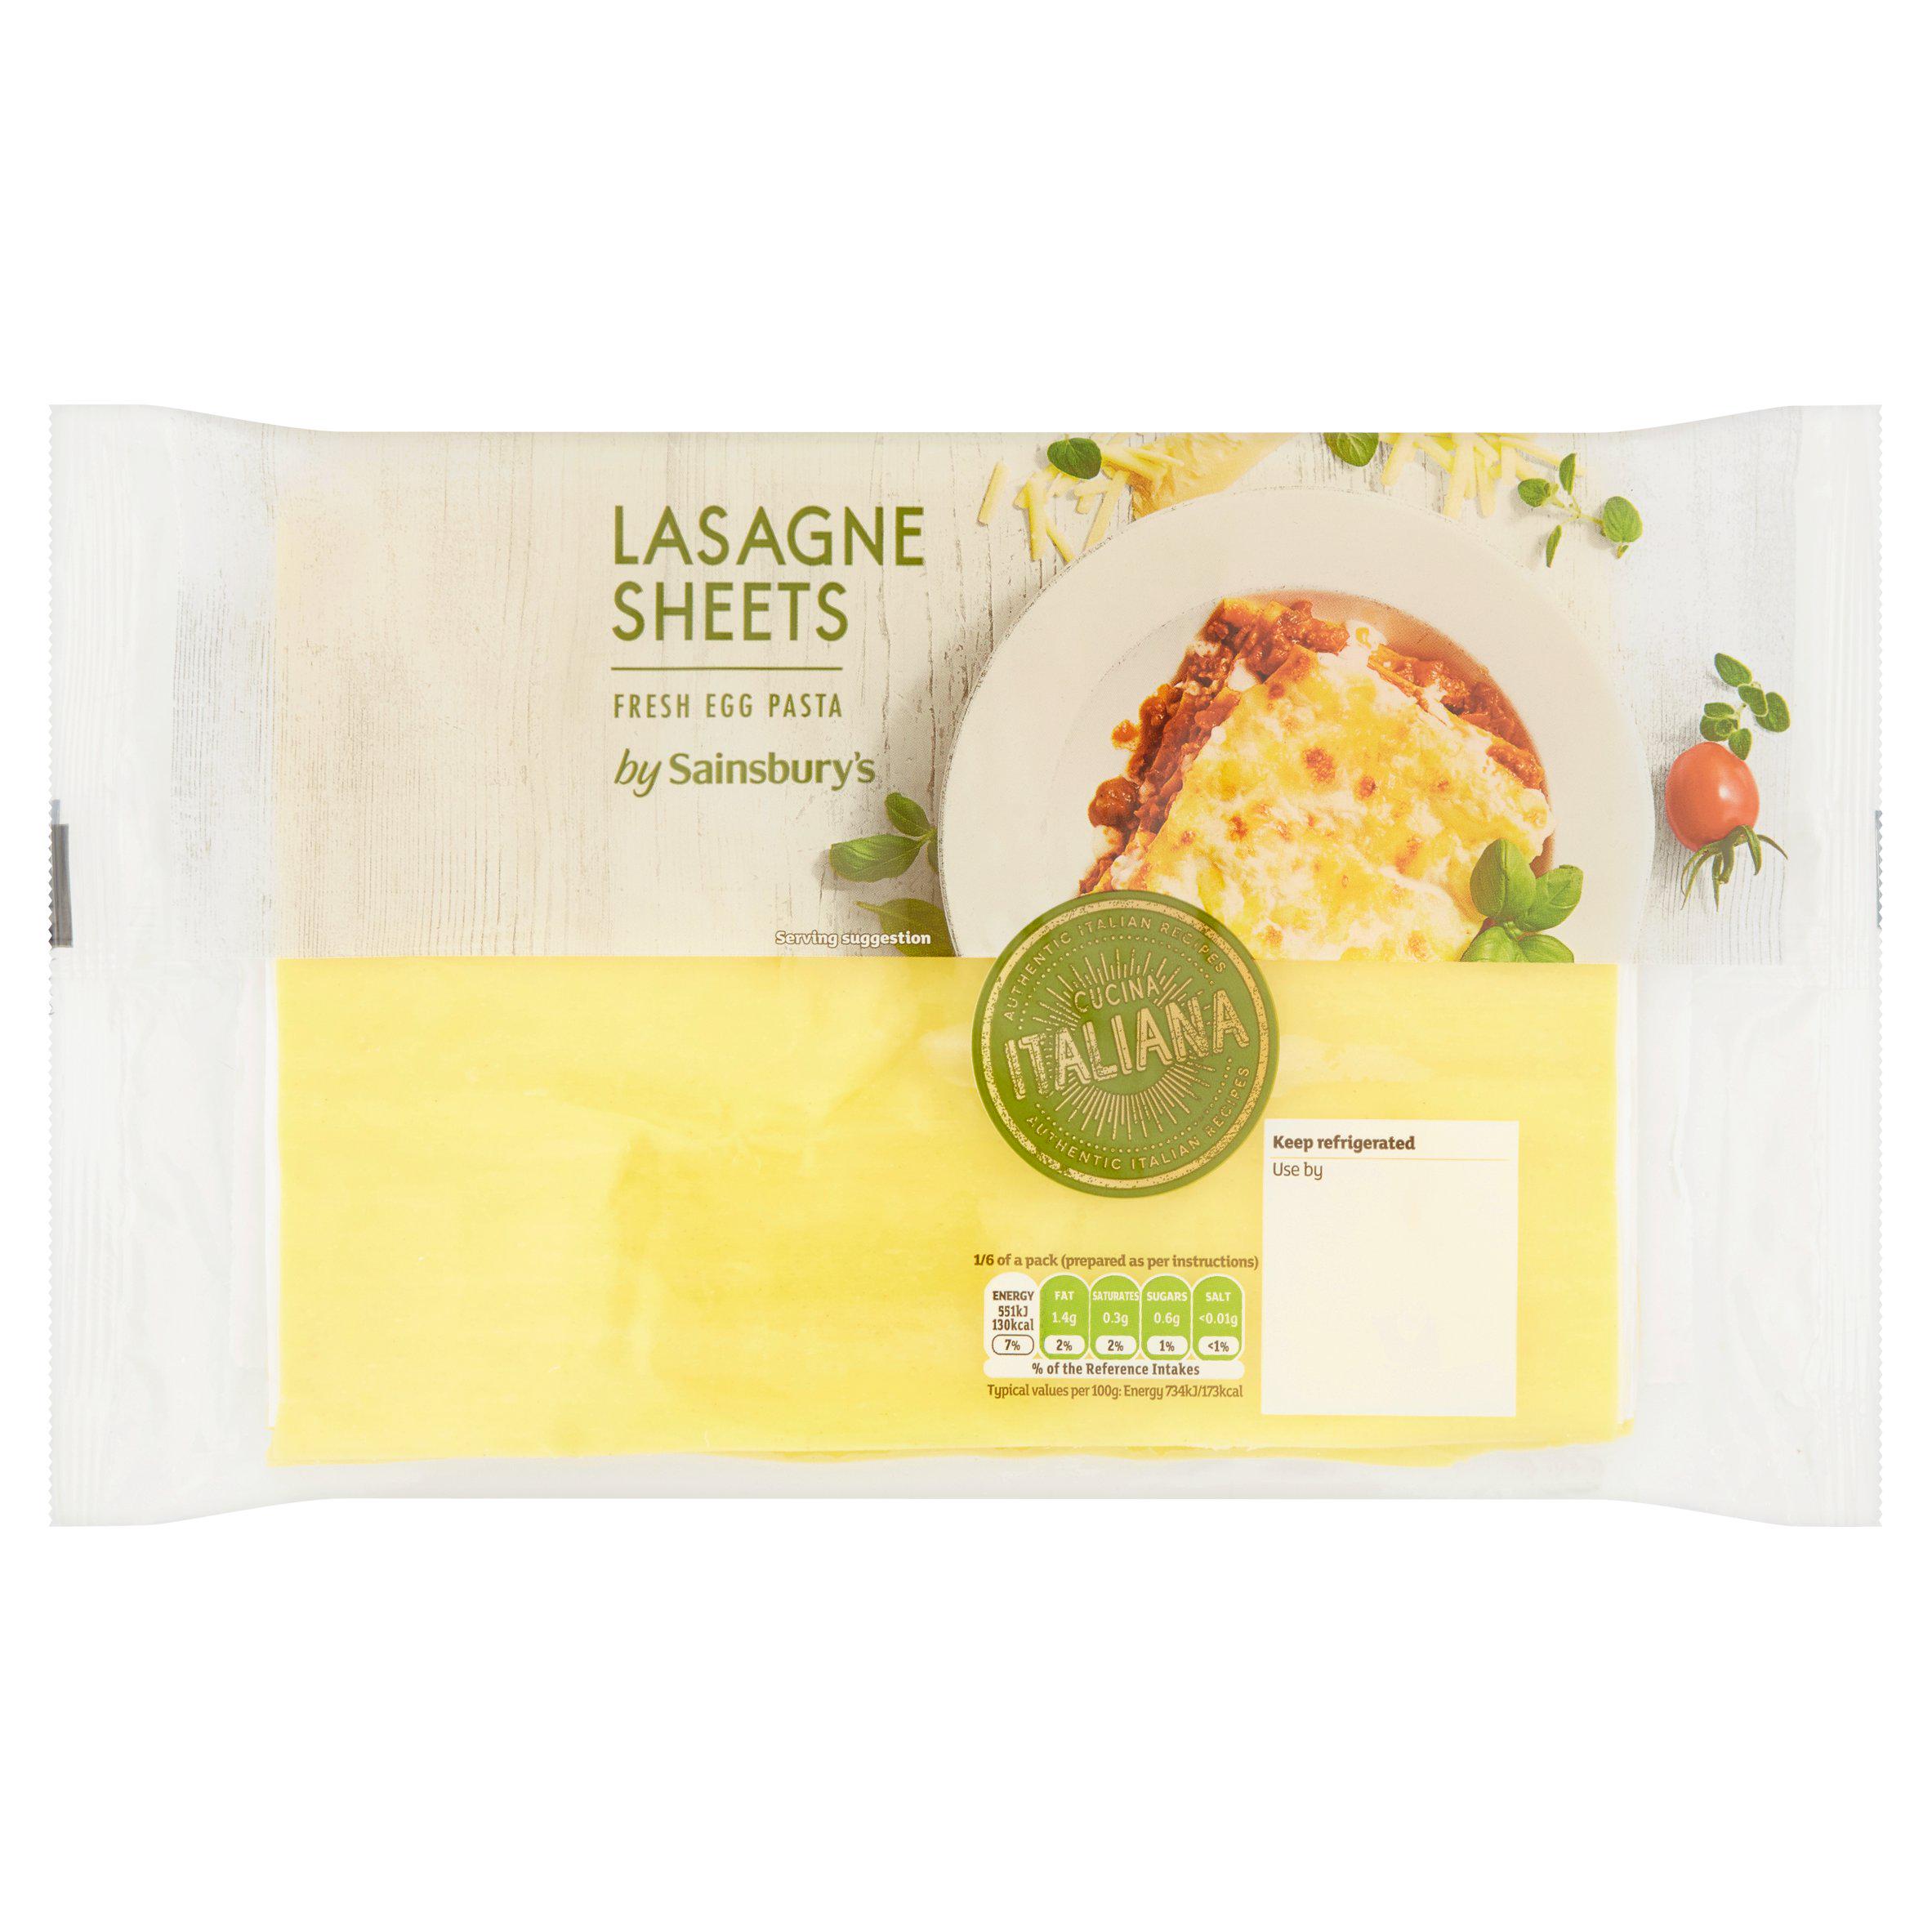 LASAGNE
SHEETS
FRESH EGG PASTA
by Sainsbury's
Serving suggestion
AUTHENTIC ITALIAN RECIPES
CUCINA
ITALIANA
AUTHENTIC ITALIAN RECIPES
Keep refrigerated
Use by
1/6 of a pack (prepared as per instructions)
ENERGY FAT SATURATES SUGARS SALT
551kJ
130kcal 1.4g 0.3g 0.6g <0.01g
7% 2% 2% 1% <1%
% of the Reference Intakes
Typical values per 100g: Energy 734kJ/173kcal